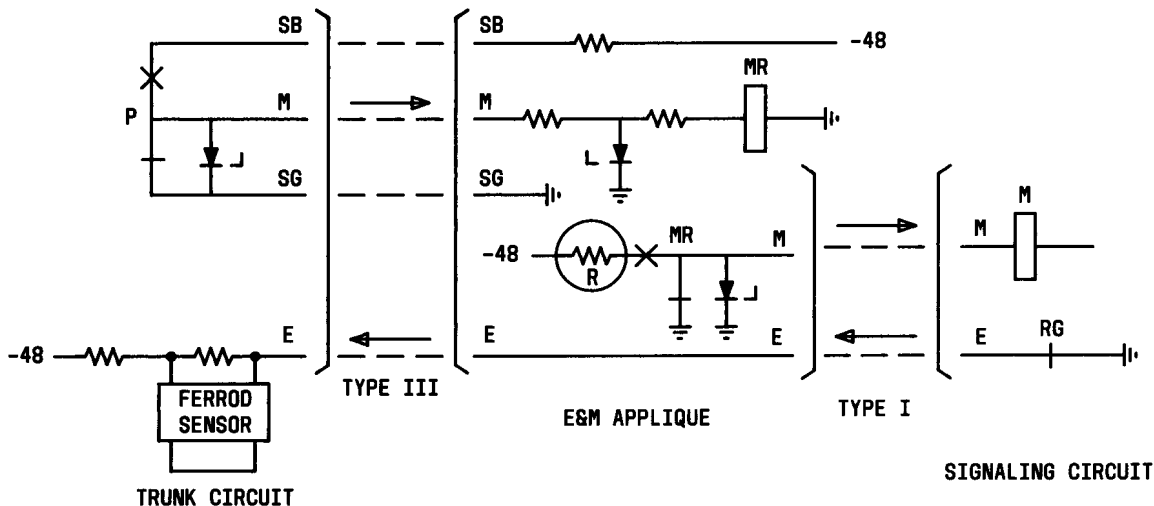 SB
SB
-48
MR
P
M
M
SG
SG
-48
R
MR
M
M
M
-48
E
E
E
E
RG
FERROD
SENSOR
TYPE III
E&M APPLIQUE
TYPE I
SIGNALING CIRCUIT
TRUNK CIRCUIT